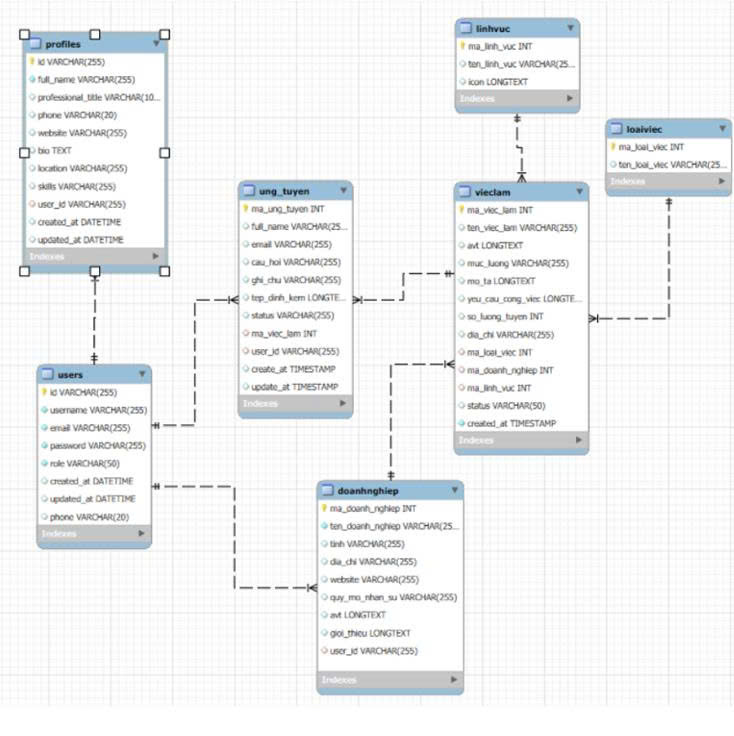 profiles
id VARCHAR(255)
full_name VARCHAR(255)
professional_title VARCHAR(10...
phone VARCHAR(20)
website VARCHAR(255)
bio TEXT
location VARCHAR(255)
skills VARCHAR(255)
user_id VARCHAR(255)
created_at DATETIME
updated_at DATETIME
Indexes
linhvuc
ma_linh_vuc INT
ten_linh_vuc VARCHAR(25...
icon LONGTEXT
Indexes
loaiviec
ma_loai_viec INT
ten_loai_viec VARCHAR(25...
Indexes
ung_tuyen
ma_ung_tuyen INT
full_name VARCHAR(25...
email VARCHAR(255)
cau_hoi VARCHAR(255)
ghi_chu VARCHAR(255)
tep_dinh_kem LONGTE...
status VARCHAR(255)
ma_viec_lam INT
user_id VARCHAR(255)
create_at TIMESTAMP
update_at TIMESTAMP
Indexes
vieclam
ma_viec_lam INT
ten_viec_lam VARCHAR(255)
avt LONGTEXT
muc_luong VARCHAR(255)
mo_ta LONGTEXT
yeu_cau_cong_viec LONGTE...
so_luong_tuyen INT
dia_chi VARCHAR(255)
ma_loai_viec INT
ma_doanh_nghiep INT
ma_linh_vuc INT
status VARCHAR(50)
created_at TIMESTAMP
Indexes
users
id VARCHAR(255)
username VARCHAR(255)
email VARCHAR(255)
password VARCHAR(255)
role VARCHAR(50)
created_at DATETIME
updated_at DATETIME
phone VARCHAR(20)
Indexes
doanhnghiep
ma_doanh_nghiep INT
ten_doanh_nghiep VARCHAR(25...
tinh VARCHAR(255)
dia_chi VARCHAR(255)
website VARCHAR(255)
quy_mo_nhan_su VARCHAR(255)
avt LONGTEXT
gioi_thieu LONGTEXT
user_id VARCHAR(255)
Indexes